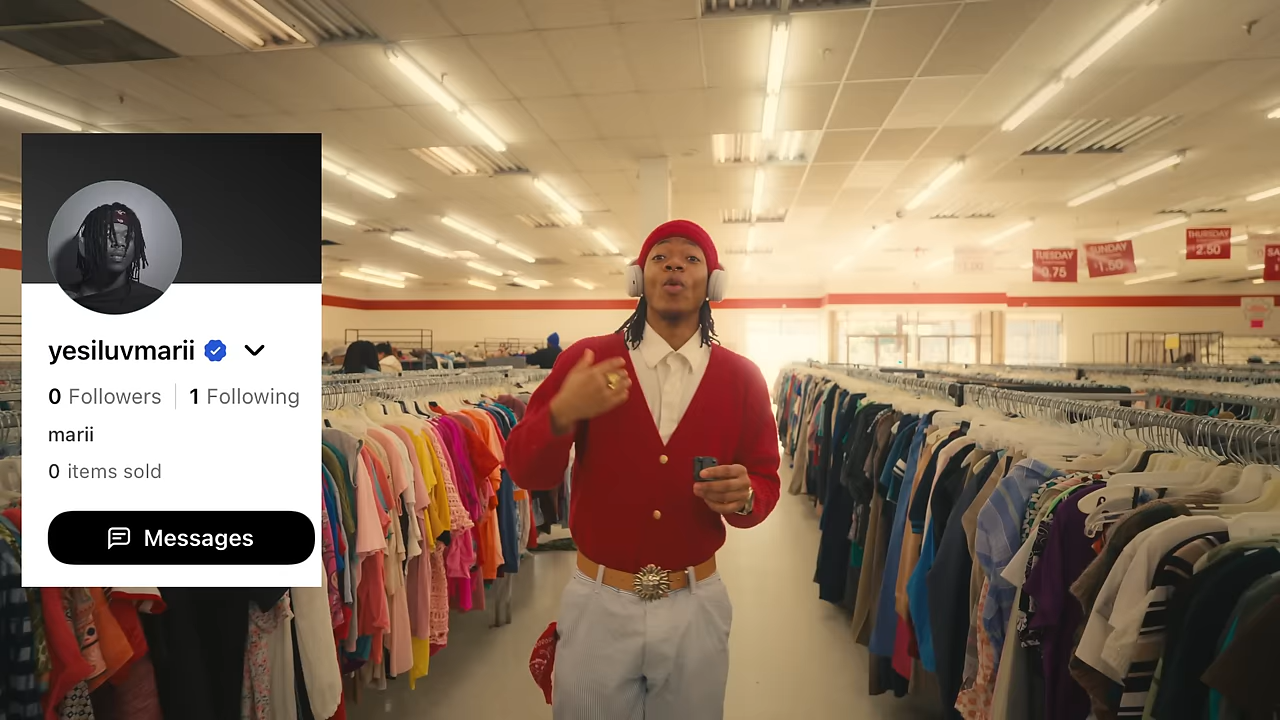 yesiluvmarii
0 Followers 1 Following
marii
0 items sold
Messages
TUESDAY
0.75
SUNDAY
1.50
THURSDAY
2.50
SA